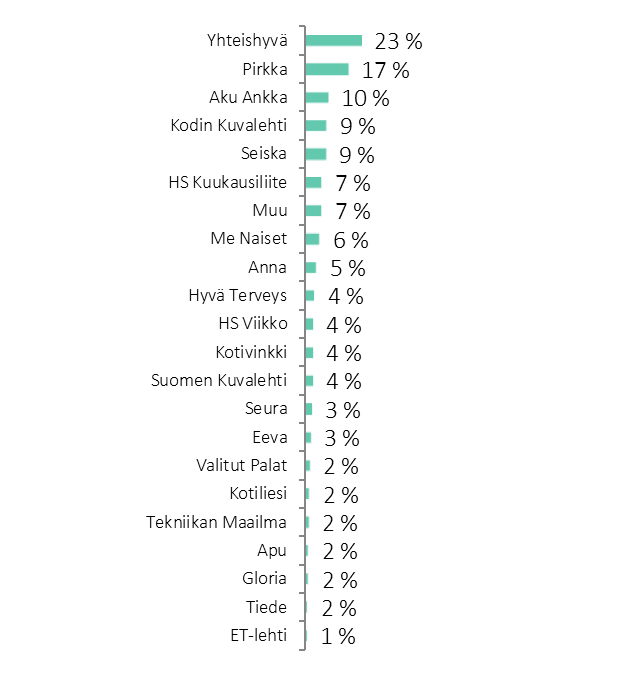 Yhteishyvä 23 %
Pirkka 17 %
Aku Ankka 10 %
Kodin Kuvalehti 9 %
Seiska 9 %
HS Kuukausiliite 7 %
Muu 7 %
Me Naiset 6 %
Anna 5 %
Hyvä Terveys 4 %
HS Viikko 4 %
Kotivinkki 4 %
Suomen Kuvalehti 4 %
Seura 3 %
Eeva 3 %
Valitut Palat 2 %
Kotiliesi 2 %
Tekniikan Maailma 2 %
Apu 2 %
Gloria 2 %
Tiede 2 %
ET-lehti 1 %